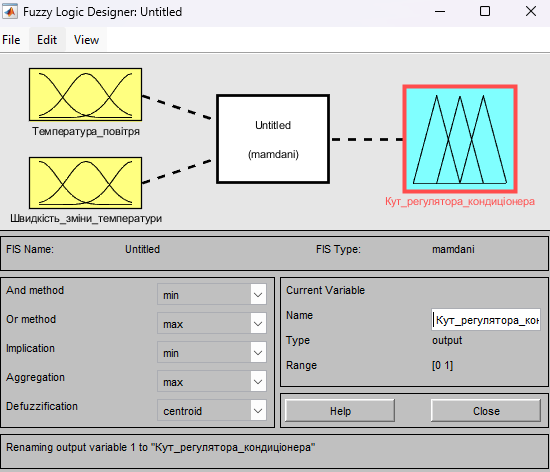 Fuzzy Logic Designer: Untitled
File Edit View
Untitled
(mamdani)
Температура_повітря
Швидкість_зміни_температури
Кут_регулятора_кондиціонера
FIS Name: Untitled FIS Type: mamdani
And method min
Or method max
Implication min
Aggregation max
Defuzzification centroid
Current Variable
Name Кут_регулятора_кон
Type output
Range [0 1]
Help Close
Renaming output variable 1 to "Кут_регулятора_кондиціонера"